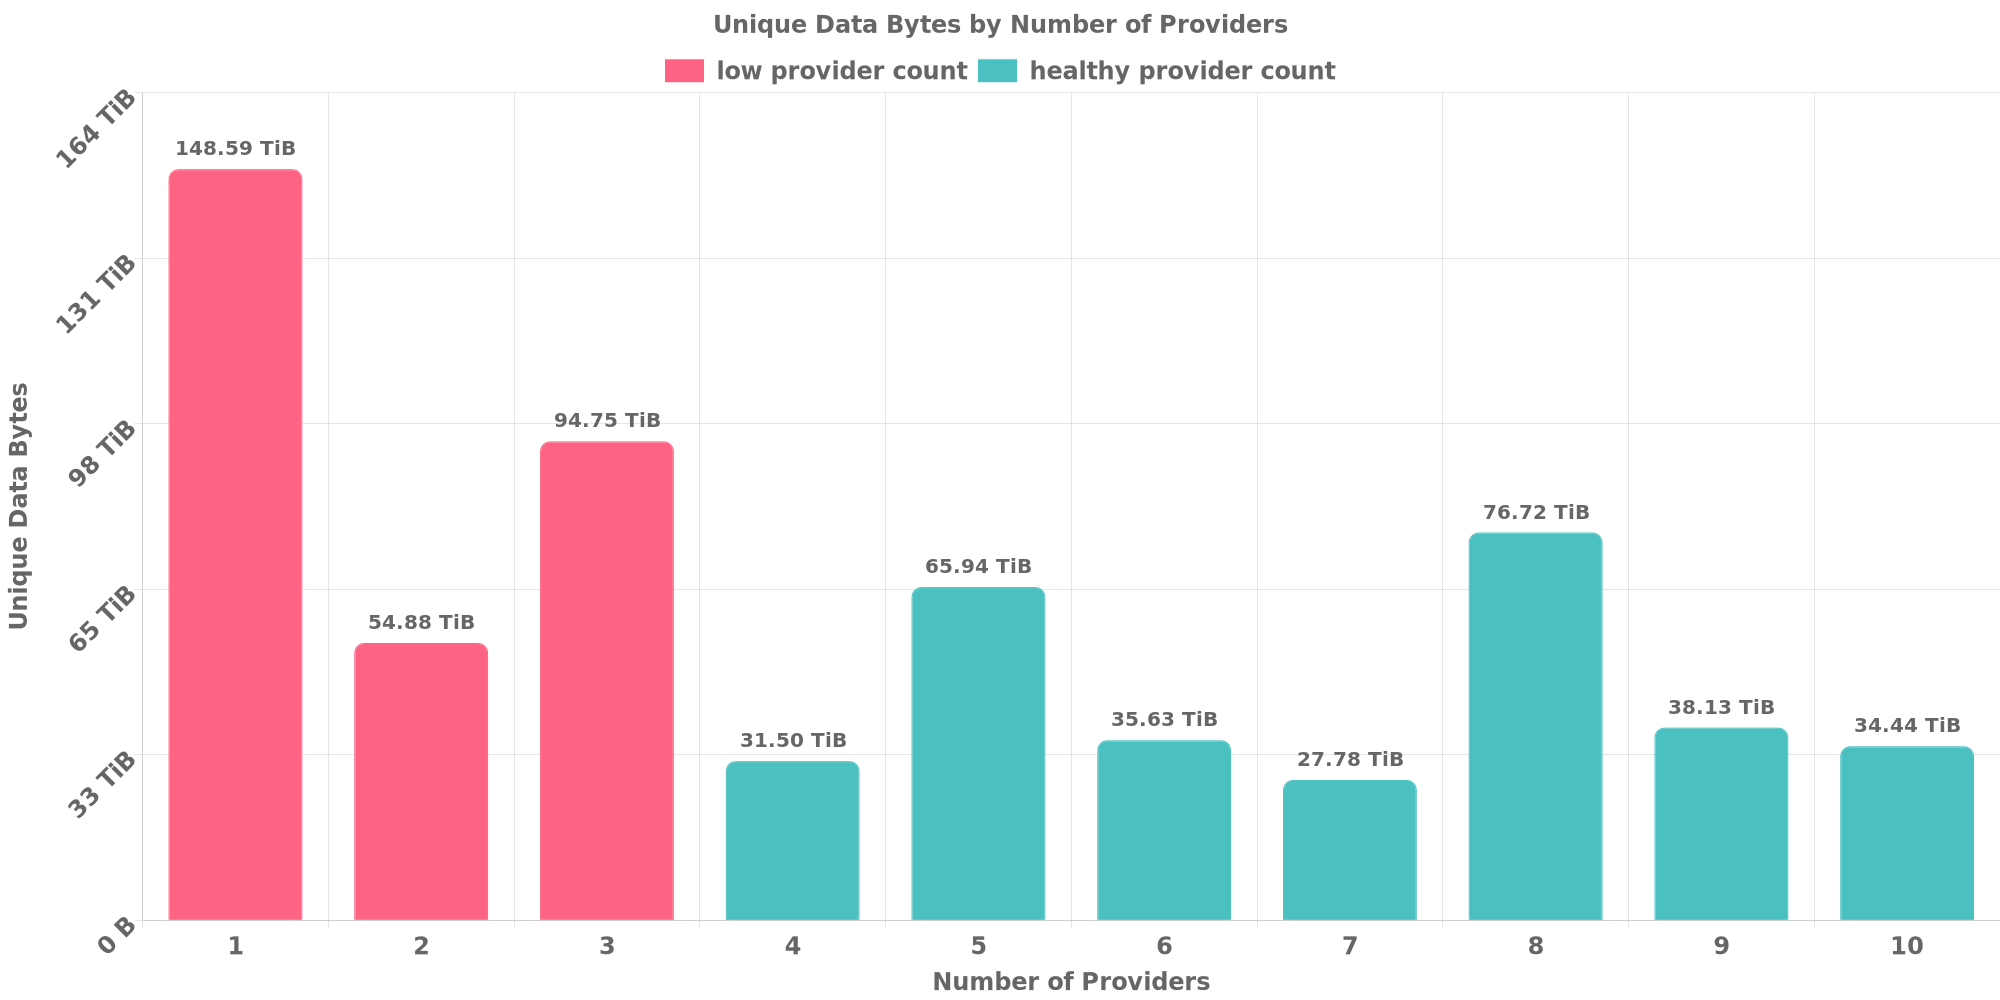 Unique Data Bytes by Number of Providers
low provider count healthy provider count
164 TiB
131 TiB
98 TiB
65 TiB
33 TiB
0 B
Unique Data Bytes
148.59 TiB
54.88 TiB
94.75 TiB
31.50 TiB
65.94 TiB
35.63 TiB
27.78 TiB
76.72 TiB
38.13 TiB
34.44 TiB
1 2 3 4 5 6 7 8 9 10
Number of Providers